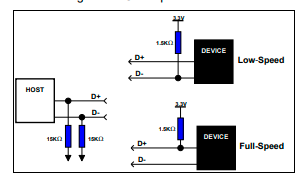 3.3V
1.5KΩ
DEVICE
D+
D-
Low-Speed
HOST
D+
D-
15KΩ
15KΩ
3.3V
1.5KΩ
DEVICE
D+
D-
Full-Speed